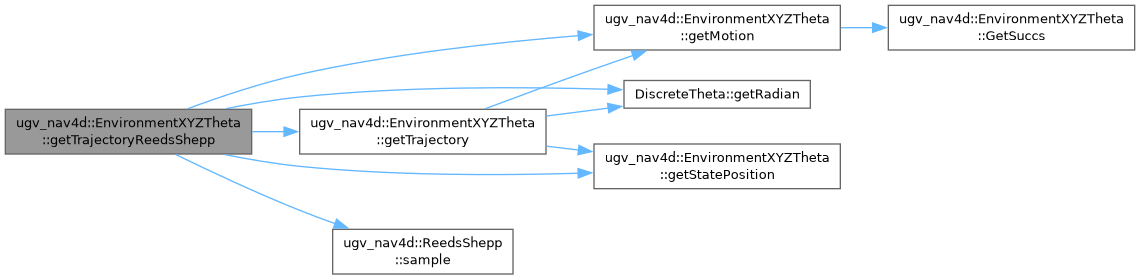 ugv_nav4d::EnvironmentXYZTheta
::getTrajectoryReedsShepp
ugv_nav4d::EnvironmentXYZTheta
::getTrajectory
ugv_nav4d::ReedsShepp
::sample
ugv_nav4d::EnvironmentXYZTheta
::getMotion
DiscreteTheta::getRadian
ugv_nav4d::EnvironmentXYZTheta
::getStatePosition
ugv_nav4d::EnvironmentXYZTheta
::GetSuccs